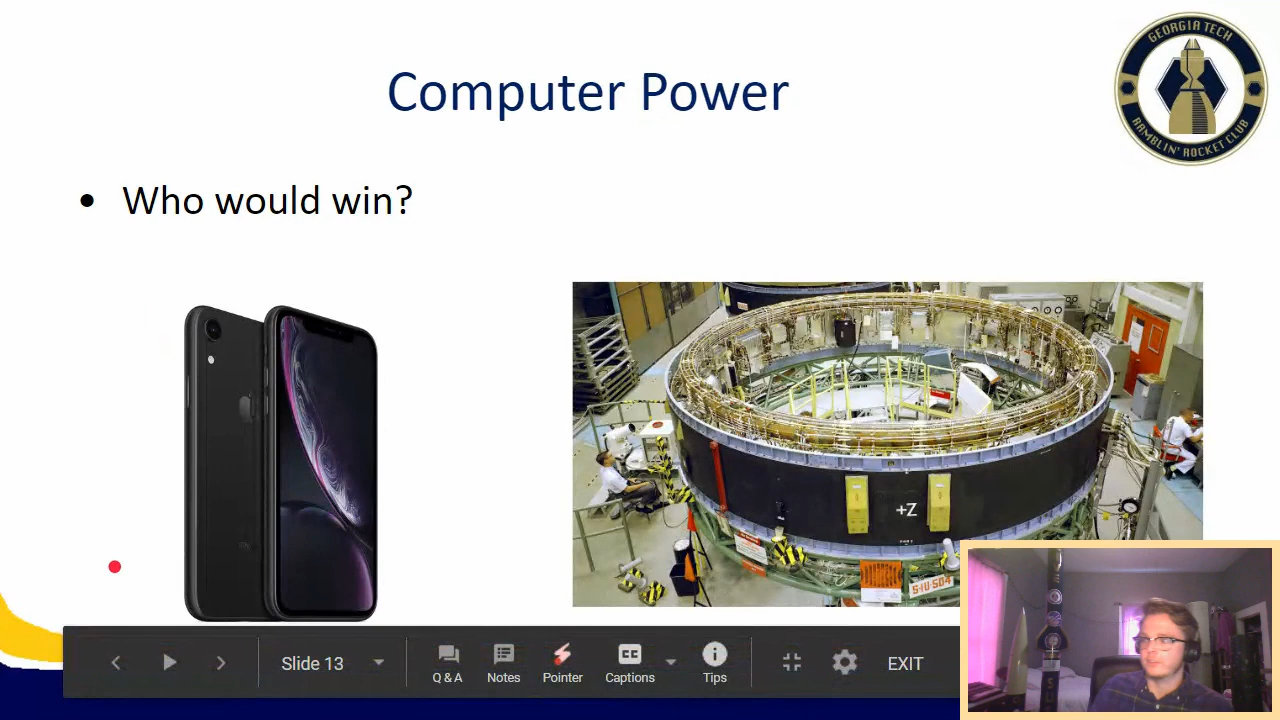 Computer Power
GEORGIA TECH
RAMBLIN' ROCKET CLUB
• Who would win?
+Z
S-IU-504
Slide 13
Q & A
Notes
Pointer
CC
Captions
Tips
EXIT